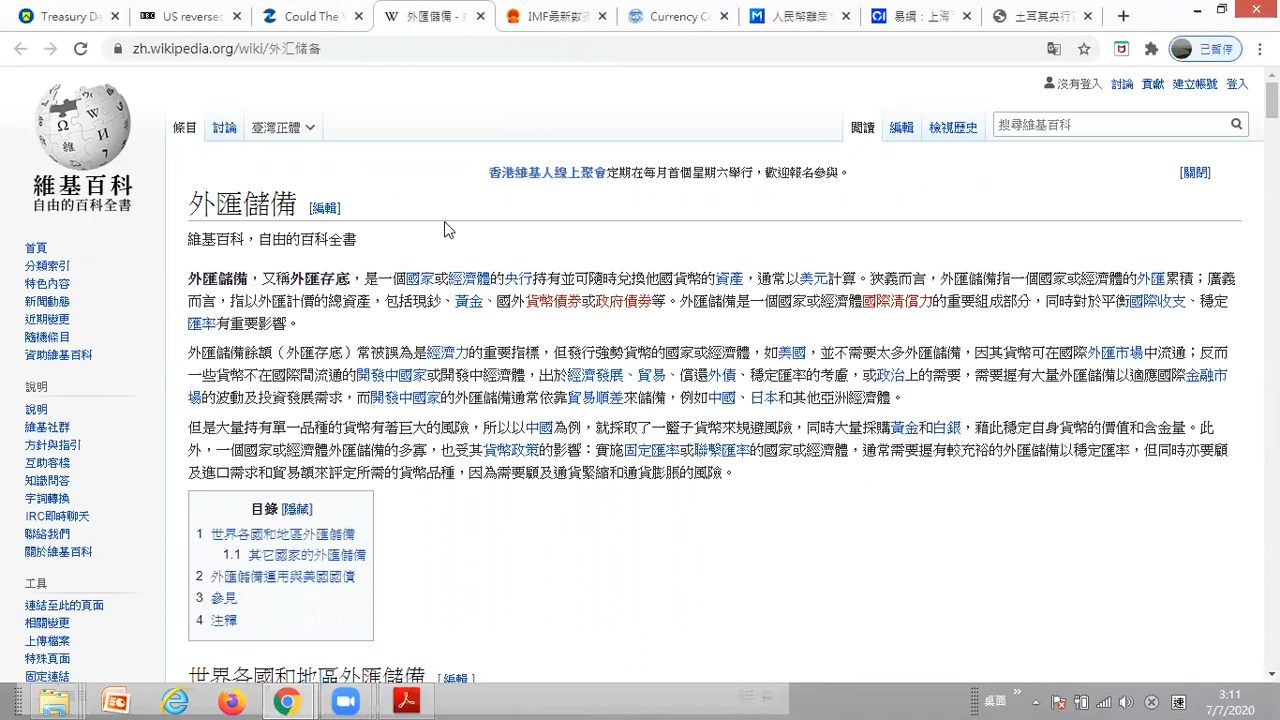 Treasury De
US reversed
Could The Y
外匯儲備 - 維
IMF最新數
Currency Co
人民幣離岸
易綱：上海
土耳其央行
zh.wikipedia.org/wiki/外汇储备
已暫停
沒有登入 討論 貢獻 建立帳號 登入
條目 討論 臺灣正體
閱讀 編輯 檢視歷史 搜尋維基百科
維基百科
自由的百科全書
香港維基人線上聚會定期在每月首個星期六舉行，歡迎報名參與。 [關閉]
外匯儲備 [編輯]
維基百科，自由的百科全書
外匯儲備，又稱外匯存底，是一個國家或經濟體的央行持有並可隨時兌換他國貨幣的資產，通常以美元計算。狹義而言，外匯儲備指一個國家或經濟體的外匯累積；廣義
而言，指以外匯計價的總資產，包括現鈔、黃金、國外貨幣債券或政府債券等。外匯儲備是一個國家或經濟體國際清償力的重要組成部分，同時對於平衡國際收支、穩定
匯率有重要影響。
外匯儲備餘額（外匯存底）常被誤為是經濟力的重要指標，但發行強勢貨幣的國家或經濟體，如美國，並不需要太多外匯儲備，因其貨幣可在國際外匯市場中流通；反而
一些貨幣不在國際間流通的開發中國家或開發中經濟體，出於經濟發展、貿易、償還外債、穩定匯率的考慮，或政治上的需要，需要握有大量外匯儲備以適應國際金融市
場的波動及投資發展需求，而開發中國家的外匯儲備通常依靠貿易順差來儲備，例如中國、日本和其他亞洲經濟體。
但是大量持有單一品種的貨幣有著巨大的風險，所以以中國為例，就採取了一籃子貨幣來規避風險，同時大量採購黃金和白銀，藉此穩定自身貨幣的價值和含金量。此
外，一個國家或經濟體外匯儲備的多寡，也受其貨幣政策的影響：實施固定匯率或聯繫匯率的國家或經濟體，通常需要握有較充裕的外匯儲備以穩定匯率，但同時亦要顧
及進口需求和貿易額來評定所需的貨幣品種，因為需要顧及通貨緊縮和通貨膨脹的風險。
目錄 [隱藏]
1 世界各國和地區外匯儲備
1.1 其它國家的外匯儲備
2 外匯儲備運用與美國國債
3 參見
4 注釋
世界各國和地區外匯儲備 [編輯]
首頁
分類索引
特色內容
新聞動態
近期變更
隨機條目
資助維基百科
說明
說明
維基社群
方針與指引
互助客棧
知識問答
字詞轉換
IRC即時聊天
聯絡我們
關於維基百科
工具
連結至此的頁面
相關變更
上傳檔案
特殊頁面
固定連結
桌面
3:11
7/7/2020